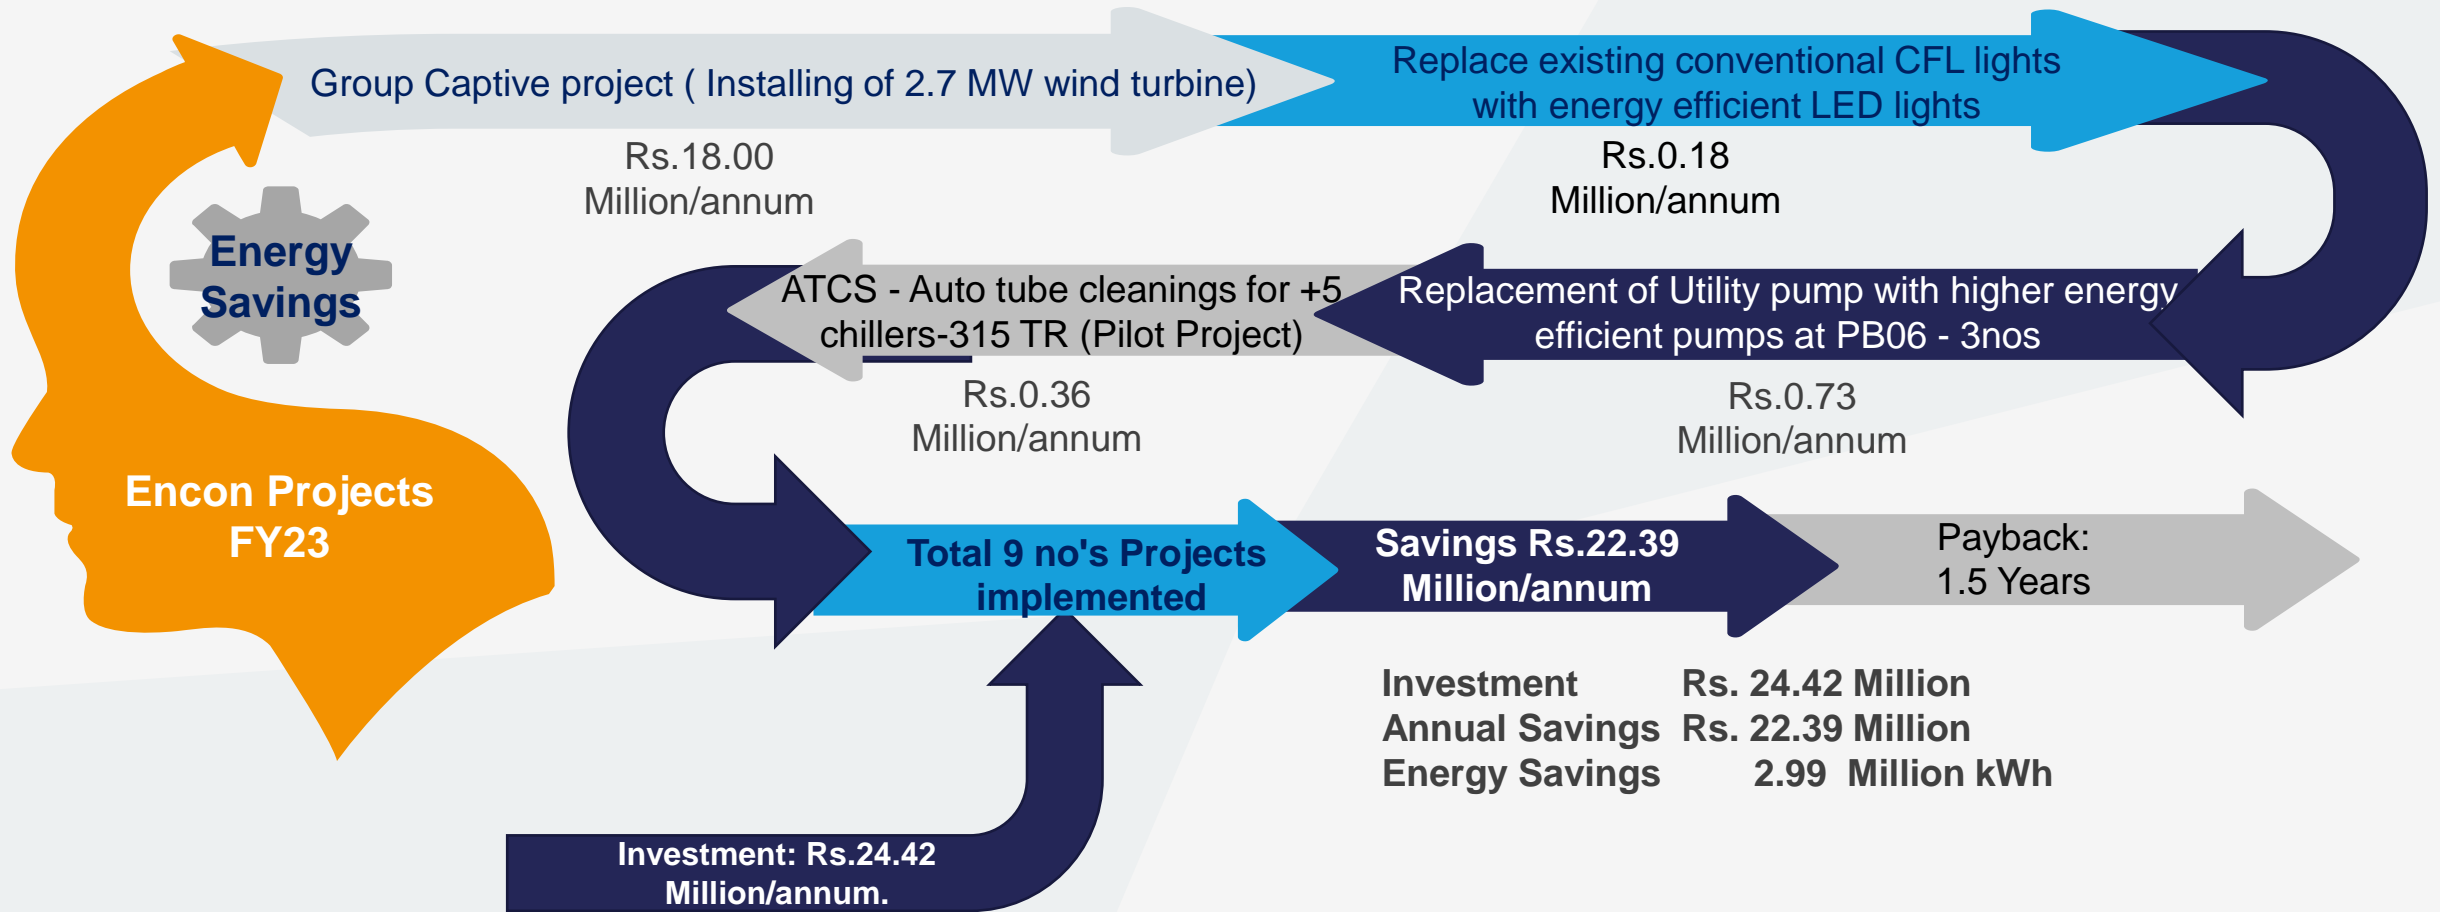 Group Captive project ( Installing of 2.7 MW wind turbine)
Rs.18.00
Million/annum
Replace existing conventional CFL lights
with energy efficient LED lights
Rs.0.18
Million/annum
Energy
Savings
ATCS - Auto tube cleanings for +5
chillers-315 TR (Pilot Project)
Rs.0.36
Million/annum
Replacement of Utility pump with higher energy
efficient pumps at PB06 - 3nos
Rs.0.73
Million/annum
Encon Projects
FY23
Total 9 no's Projects
implemented
Savings Rs.22.39
Million/annum
Payback:
1.5 Years
Investment Rs. 24.42 Million
Annual Savings Rs. 22.39 Million
Energy Savings 2.99 Million kWh
Investment: Rs.24.42
Million/annum.